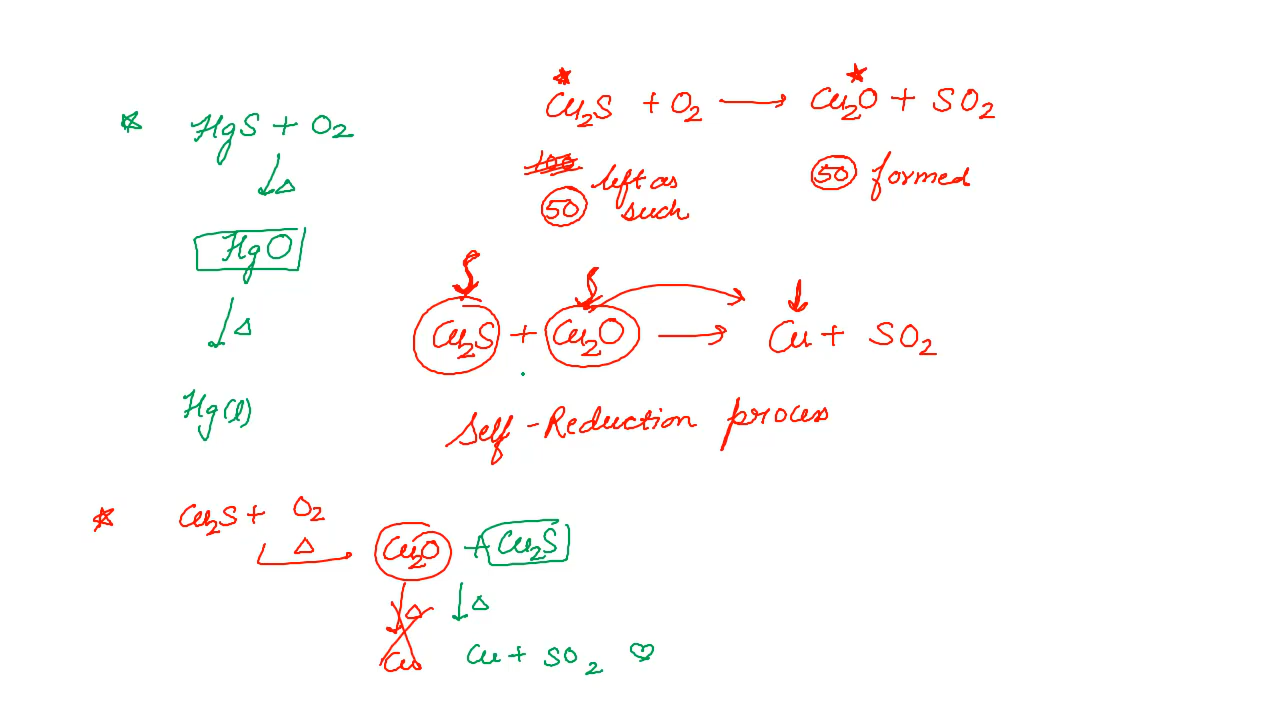 ☆ HgS + O2
↓ Δ
HgO
↓ Δ
Hg(l)
Cu2S + O2 ⟶ Cu2O + SO2
left as such
50
50 formed
Cu2S + Cu2O ⟶ Cu + SO2
Self-Reduction process
☆ Cu2S + O2
Δ
Cu2O + Cu2S
Δ ↓ Δ
Cu
Cu + SO2 ♡